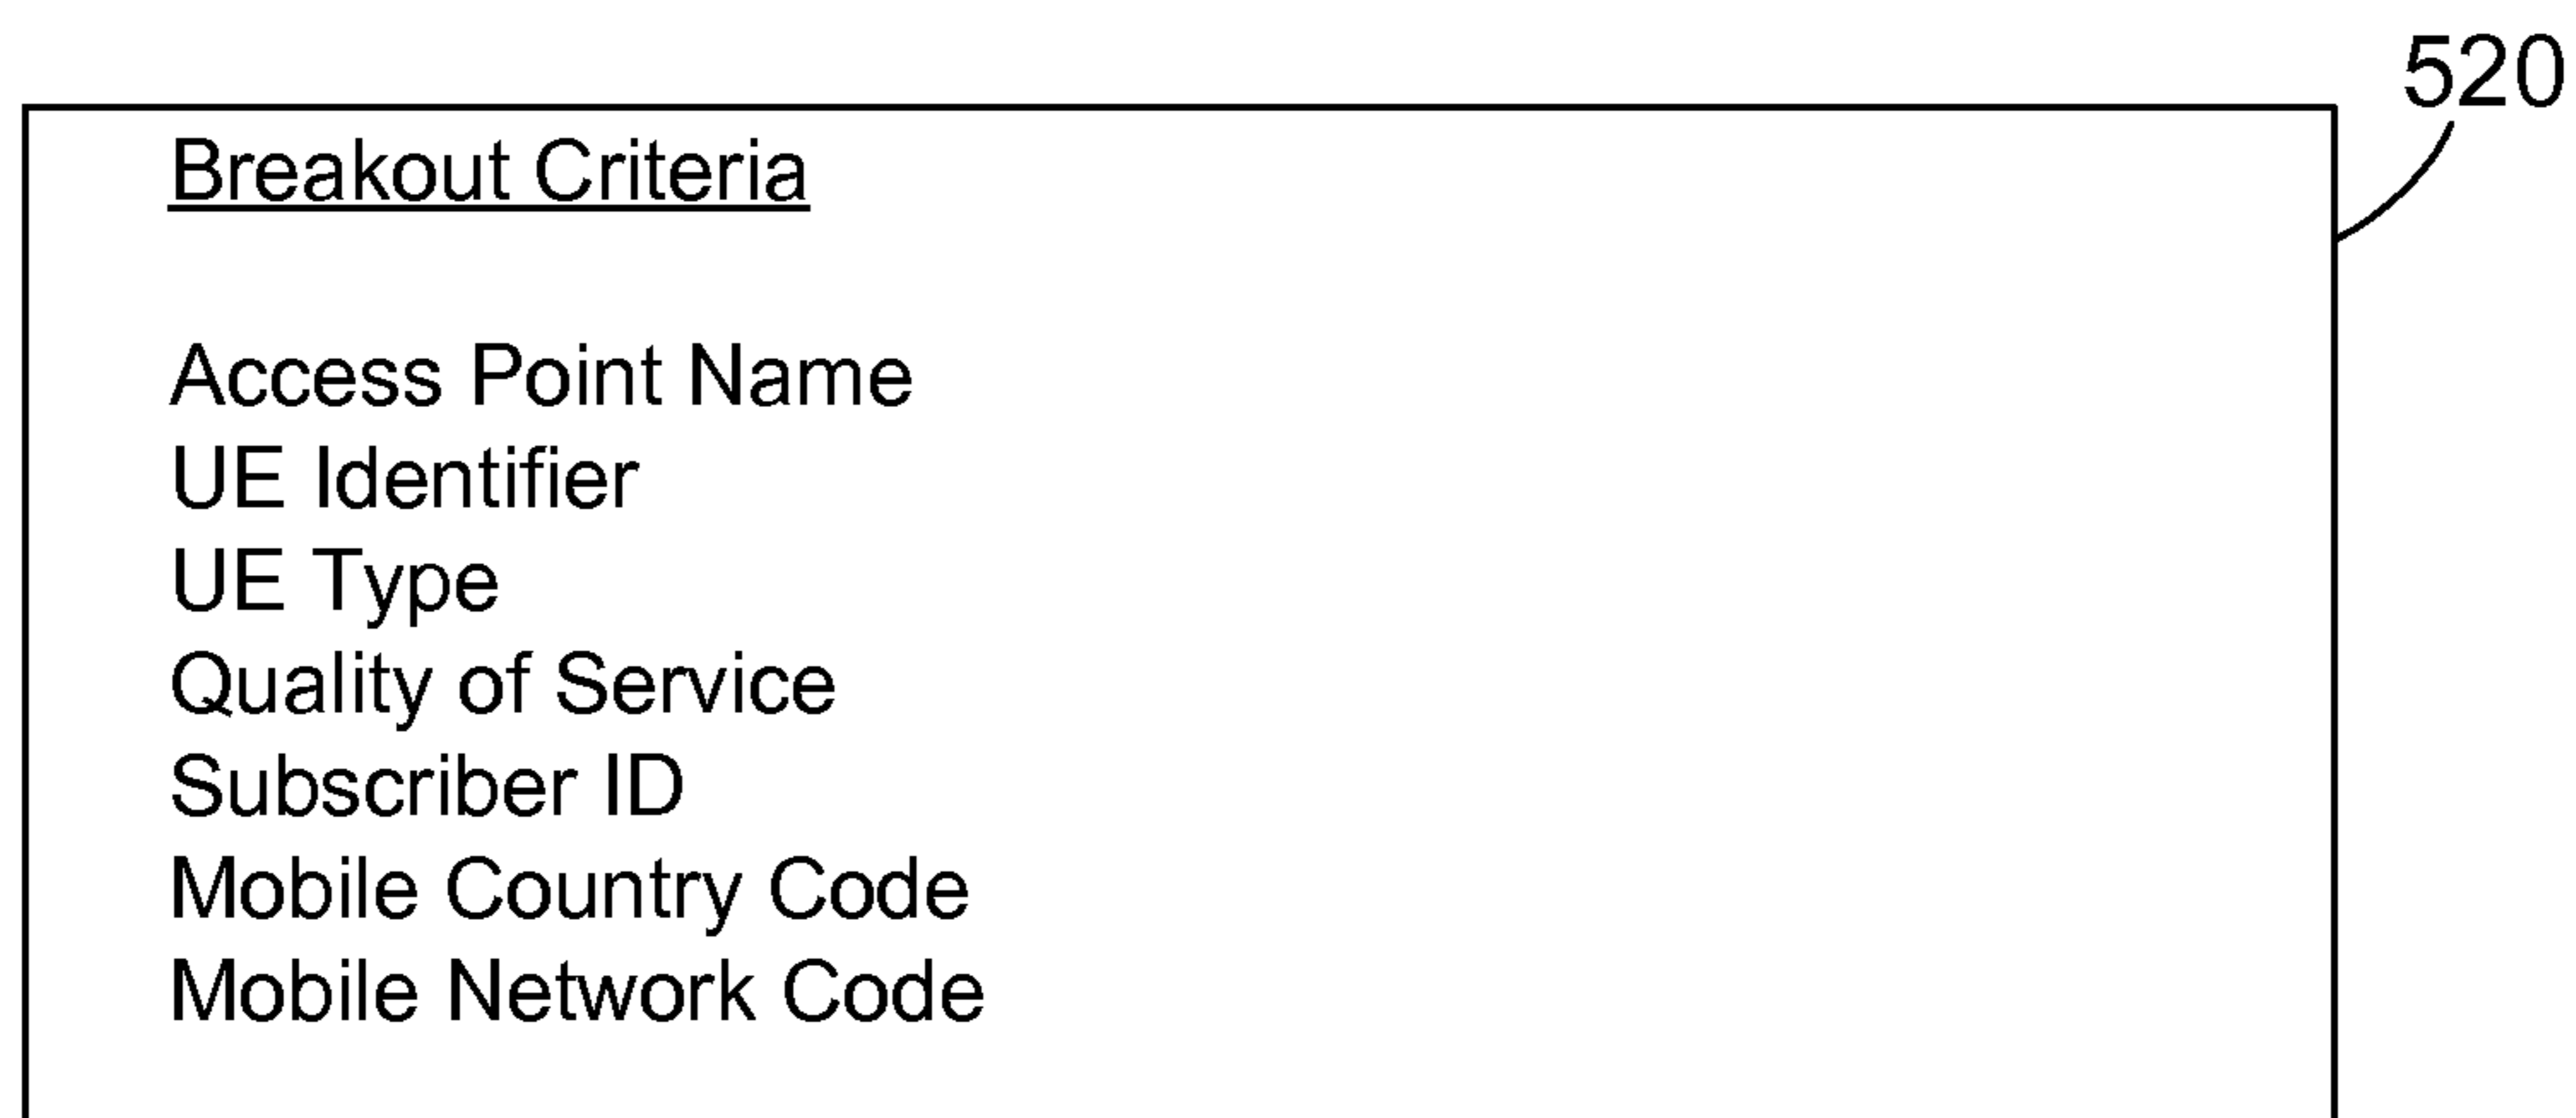 520
Breakout Criteria
Access Point Name
UE Identifier
UE Type
Quality of Service
Subscriber ID
Mobile Country Code
Mobile Network Code